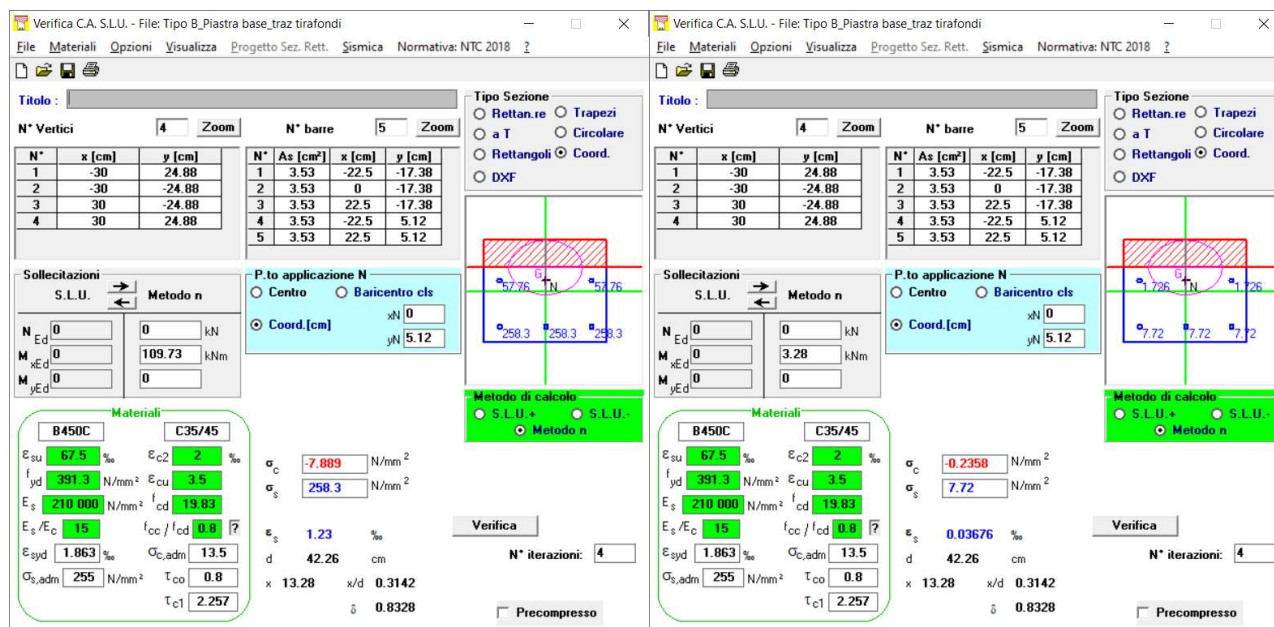 Verifica C.A. S.L.U. - File: Tipo B_Piastra base_traz tirafondi
File Materiali Opzioni Visualizza Progetto Sez. Rett. Sismica Normativa: NTC 2018 ?
Titolo :
N° Vertici 4 Zoom N° barre 5 Zoom
N° x [cm] y [cm]
1 -30 24.88
2 -30 -24.88
3 30 -24.88
4 30 24.88
N° As [cm²] x [cm] y [cm]
1 3.53 -22.5 -17.38
2 3.53 0 -17.38
3 3.53 22.5 -17.38
4 3.53 -22.5 5.12
5 3.53 22.5 5.12
Tipo Sezione
Rettan.re Trapezi
a T Circolare
Rettangoli Coord.
DXF
G
57.76 N 57.76
258.3 258.3 258.3
Sollecitazioni
S.L.U. Metodo n
N Ed 0 0 kN
M xEd 0 109.73 kNm
M yEd 0 0
P.to applicazione N
Centro Baricentro cls
Coord.[cm] xN 0
yN 5.12
Metodo di calcolo
S.L.U.+ S.L.U.-
Metodo n
Materiali
B450C C35/45
εsu 67.5 ‰ εc2 2 ‰
fyd 391.3 N/mm² εcu 3.5
Es 210 000 N/mm² fcd 19.83
Es/Ec 15 fcc / fcd 0.8 ?
εsyd 1.863 ‰ σc,adm 13.5
σs,adm 255 N/mm² τco 0.8
τc1 2.257
σc -7.889 N/mm²
σs 258.3 N/mm²
εs 1.23 ‰
d 42.26 cm
x 13.28 x/d 0.3142
δ 0.8328
Verifica
N° iterazioni: 4
Precompresso
Verifica C.A. S.L.U. - File: Tipo B_Piastra base_traz tirafondi
File Materiali Opzioni Visualizza Progetto Sez. Rett. Sismica Normativa: NTC 2018 ?
Titolo :
N° Vertici 4 Zoom N° barre 5 Zoom
N° x [cm] y [cm]
1 -30 24.88
2 -30 -24.88
3 30 -24.88
4 30 24.88
N° As [cm²] x [cm] y [cm]
1 3.53 -22.5 -17.38
2 3.53 0 -17.38
3 3.53 22.5 -17.38
4 3.53 -22.5 5.12
5 3.53 22.5 5.12
Tipo Sezione
Rettan.re Trapezi
a T Circolare
Rettangoli Coord.
DXF
G
1.726 N 1.726
7.72 7.72 7.72
Sollecitazioni
S.L.U. Metodo n
N Ed 0 0 kN
M xEd 0 3.28 kNm
M yEd 0 0
P.to applicazione N
Centro Baricentro cls
Coord.[cm] xN 0
yN 5.12
Metodo di calcolo
S.L.U.+ S.L.U.-
Metodo n
Materiali
B450C C35/45
εsu 67.5 ‰ εc2 2 ‰
fyd 391.3 N/mm² εcu 3.5
Es 210 000 N/mm² fcd 19.83
Es/Ec 15 fcc / fcd 0.8 ?
εsyd 1.863 ‰ σc,adm 13.5
σs,adm 255 N/mm² τco 0.8
τc1 2.257
σc -0.2358 N/mm²
σs 7.72 N/mm²
εs 0.03676 ‰
d 42.26 cm
x 13.28 x/d 0.3142
δ 0.8328
Verifica
N° iterazioni: 4
Precompresso